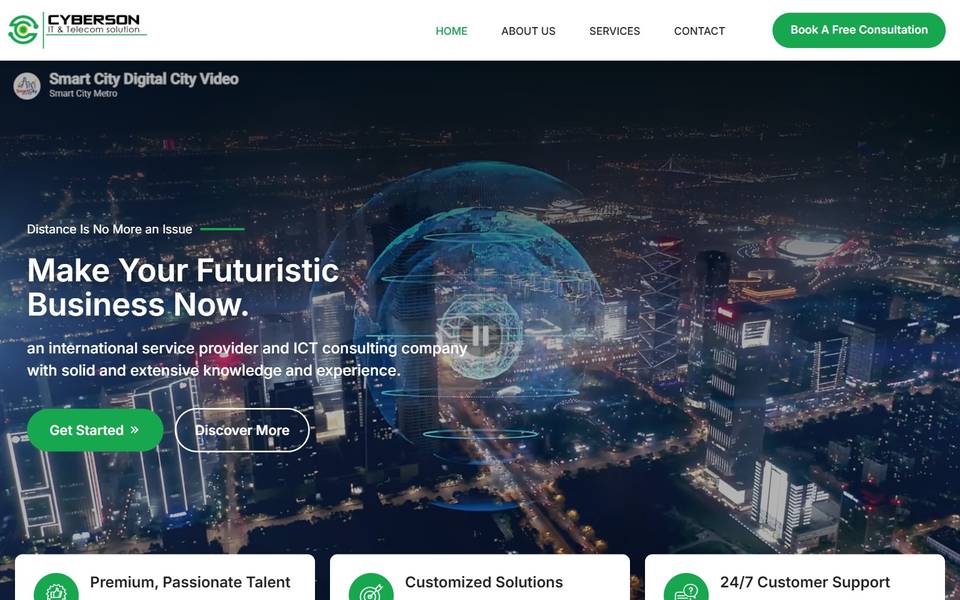 CYBERSON
IT & Telecom solution
HOME
ABOUT US
SERVICES
CONTACT
Book A Free Consultation
Smart City Digital City Video
Smart City Metro
Distance Is No More an Issue
Make Your Futuristic
Business Now.
an international service provider and ICT consulting company
with solid and extensive knowledge and experience.
Get Started »
Discover More
Premium, Passionate Talent
Customized Solutions
24/7 Customer Support